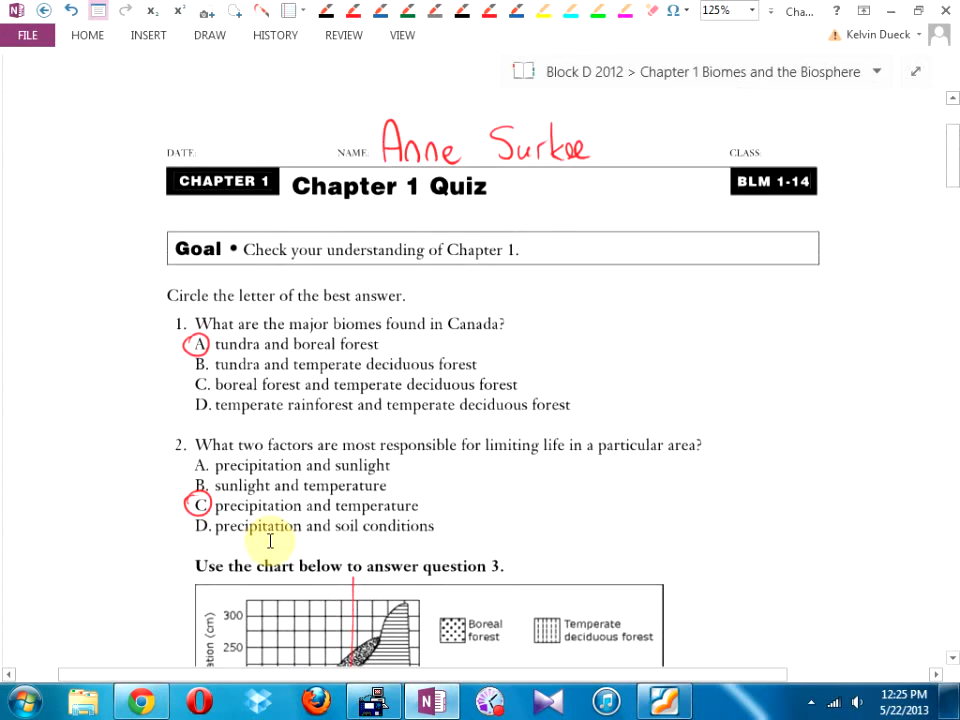 125%
Cha...
?
FILE
HOME
INSERT
DRAW
HISTORY
REVIEW
VIEW
Kelvin Dueck
Block D 2012 > Chapter 1 Biomes and the Biosphere
DATE:
NAME: Anne Surkee
CLASS:
CHAPTER 1
Chapter 1 Quiz
BLM 1-14
Goal • Check your understanding of Chapter 1.
Circle the letter of the best answer.
1. What are the major biomes found in Canada?
A tundra and boreal forest
B. tundra and temperate deciduous forest
C. boreal forest and temperate deciduous forest
D. temperate rainforest and temperate deciduous forest
2. What two factors are most responsible for limiting life in a particular area?
A. precipitation and sunlight
B. sunlight and temperature
C precipitation and temperature
D. precipitation and soil conditions
Use the chart below to answer question 3.
300
250
ation (cm)
Boreal
forest
Temperate
deciduous forest
12:25 PM
5/22/2013